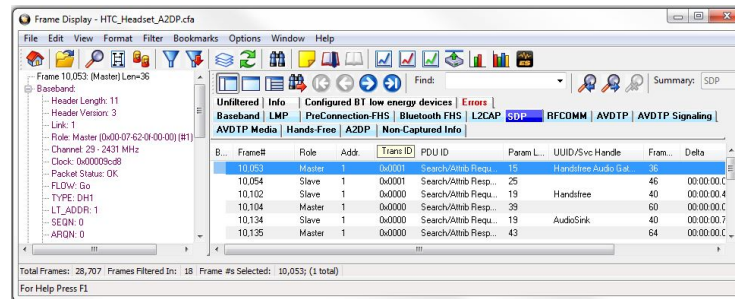 Frame Display - HTC_Headset_A2DP.cfa
File Edit View Format Filter Bookmarks Options Window Help
Find: Summary: SDP
Frame 10,053: (Master) Len=36
Baseband:
Header Length: 11
Header Version: 3
Link: 1
Role: Master (0x00-07-62-0f-00-00) (#1)
Channel: 29 - 2431 MHz
Clock: 0x00009cd8
Packet Status: OK
FLOW: Go
TYPE: DH1
LT_ADDR: 1
SEQN: 0
ARQN: 0
Unfiltered Info Configured BT low energy devices Errors
Baseband LMP PreConnection-FHS Bluetooth FHS L2CAP SDP RFCOMM AVDTP AVDTP Signaling
AVDTP Media Hands-Free A2DP Non-Captured Info
B... Frame# Role Addr. Trans ID PDU ID Param L... UUID/Svc Handle Fram... Delta
10,053 Master 1 0x0001 Search/Attrib Requ... 15 Handsfree Audio Gat... 36
10,054 Slave 1 0x0001 Search/Attrib Resp... 25 46 00:00:00.0
10,102 Slave 1 0x0000 Search/Attrib Requ... 19 Handsfree 40 00:00:00.4
10,104 Master 1 0x0000 Search/Attrib Resp... 39 60 00:00:00.0
10,134 Slave 1 0x0000 Search/Attrib Requ... 19 AudioSink 40 00:00:00.7
10,135 Master 1 0x0000 Search/Attrib Resp... 43 64 00:00:00.0
Total Frames: 28,707 Frames Filtered In: 18 Frame #s Selected: 10,053; (1 total)
For Help Press F1